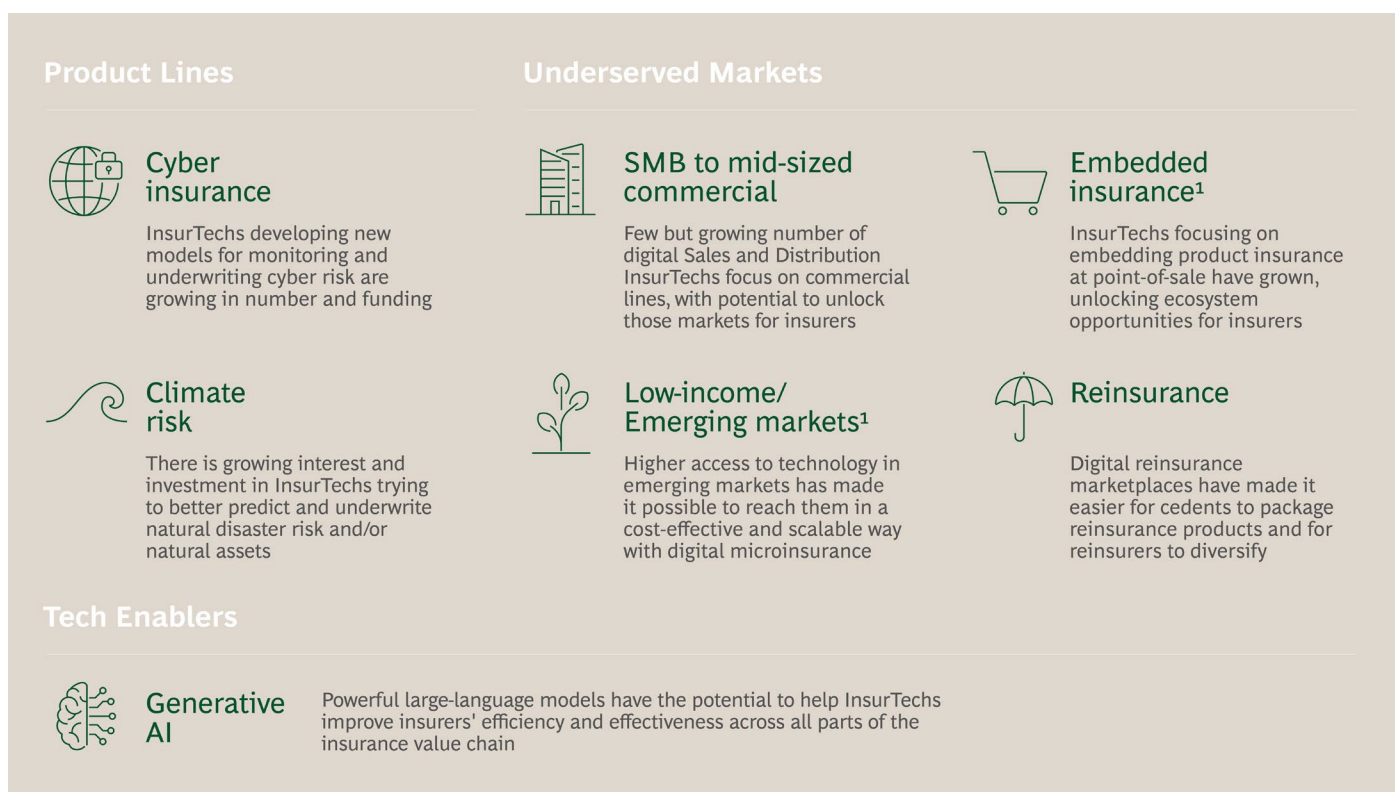 Product Lines
Cyber
insurance
InsurTechs developing new
models for monitoring and
underwriting cyber risk are
growing in number and funding
Climate
risk
There is growing interest and
investment in InsurTechs trying
to better predict and underwrite
natural disaster risk and/or
natural assets
Underserved Markets
SMB to mid-sized
commercial
Few but growing number of
digital Sales and Distribution
InsurTechs focus on commercial
lines, with potential to unlock
those markets for insurers
Embedded
insurance¹
InsurTechs focusing on
embedding product insurance
at point-of-sale have grown,
unlocking ecosystem
opportunities for insurers
Low-income/
Emerging markets¹
Higher access to technology in
emerging markets has made
it possible to reach them in a
cost-effective and scalable way
with digital microinsurance
Reinsurance
Digital reinsurance
marketplaces have made it
easier for cedents to package
reinsurance products and for
reinsurers to diversify
Tech Enablers
Generative
AI
Powerful large-language models have the potential to help InsurTechs
improve insurers' efficiency and effectiveness across all parts of the
insurance value chain